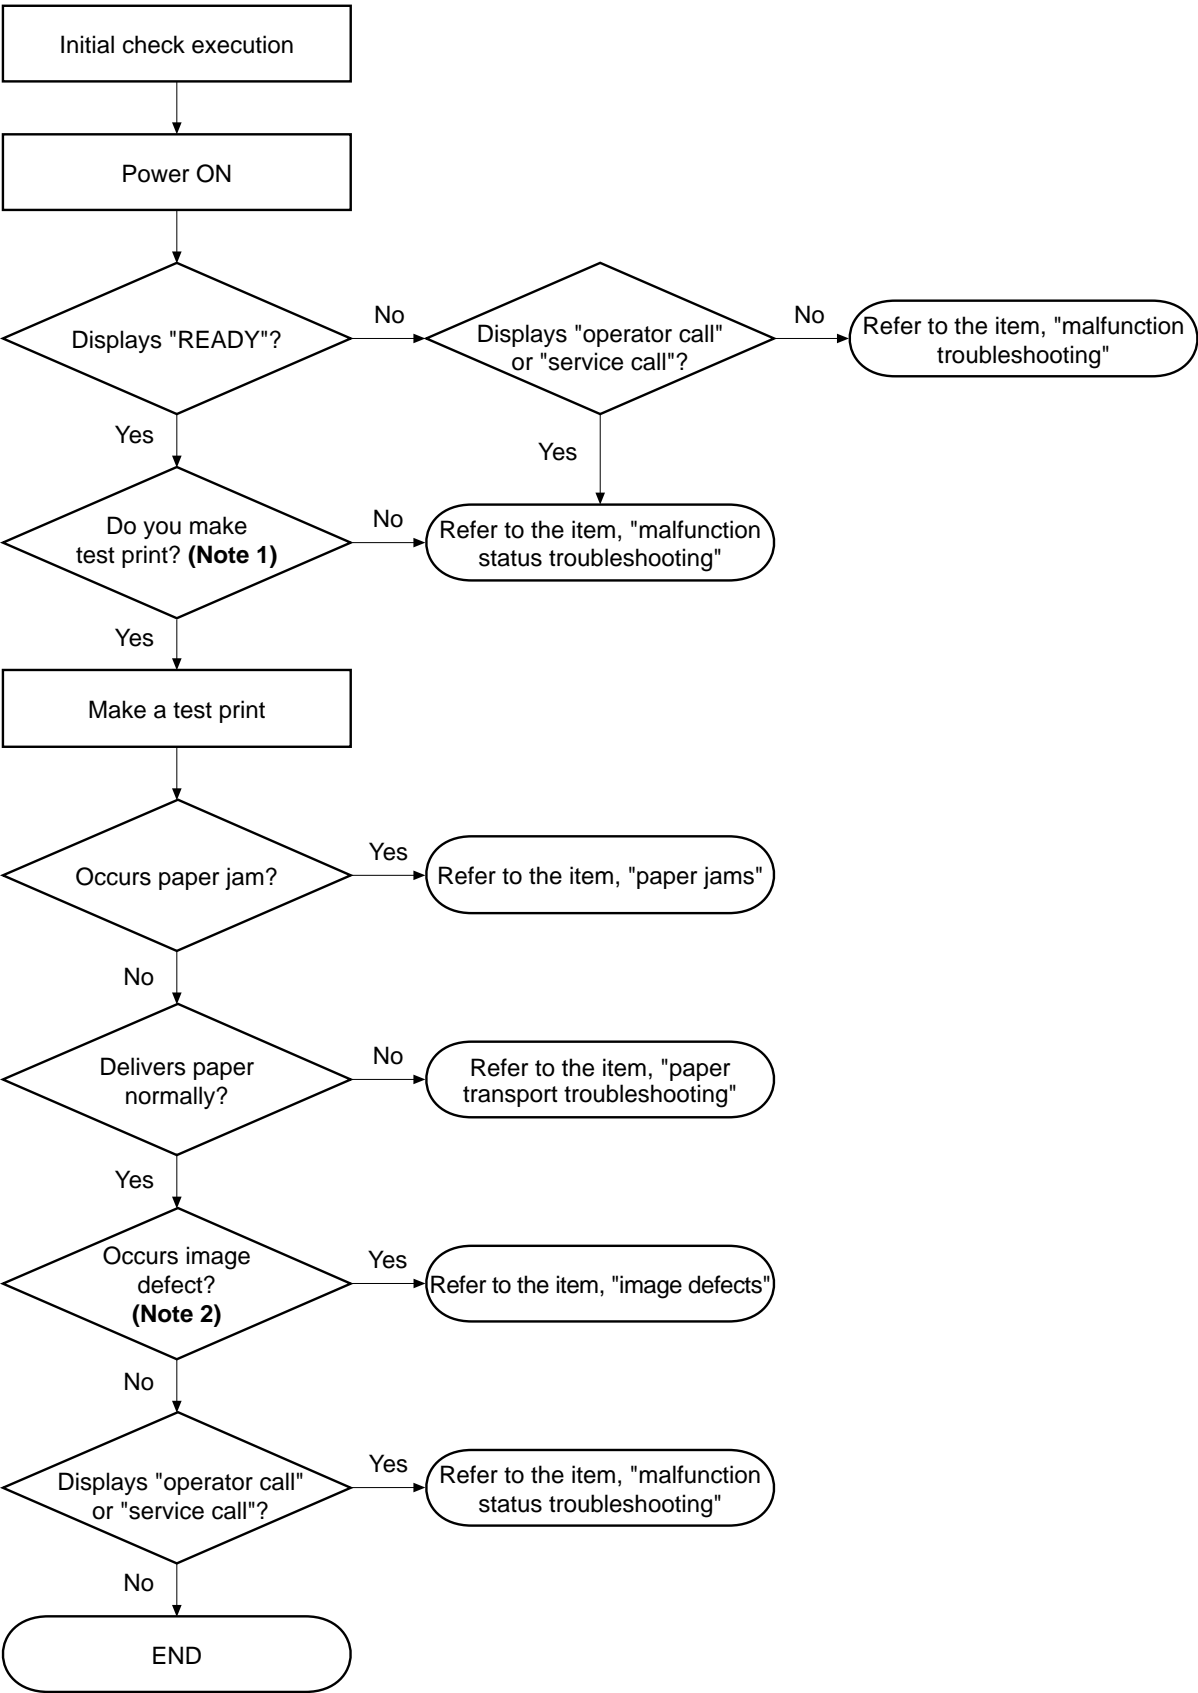 Initial check execution
Power ON
Displays "READY"?
No
Displays "operator call"
or "service call"?
No
Refer to the item, "malfunction
troubleshooting"
Yes
Yes
Do you make
test print? (Note 1)
No
Refer to the item, "malfunction
status troubleshooting"
Yes
Make a test print
Occurs paper jam?
Yes
Refer to the item, "paper jams"
No
Delivers paper
normally?
No
Refer to the item, "paper
transport troubleshooting"
Yes
Occurs image
defect?
(Note 2)
Yes
Refer to the item, "image defects"
No
Displays "operator call"
or "service call"?
Yes
Refer to the item, "malfunction
status troubleshooting"
No
END